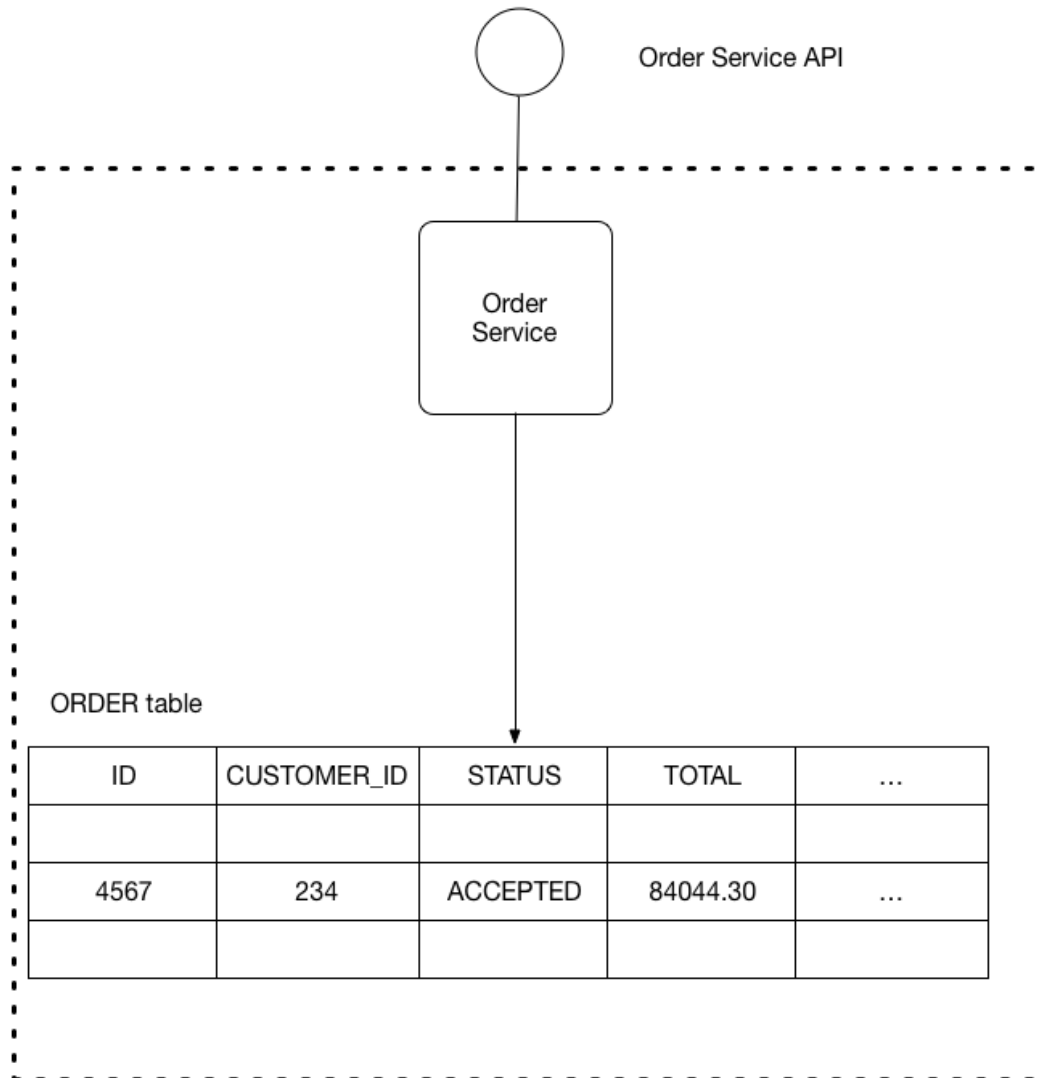 Order Service API
Order
Service
ORDER table
ID CUSTOMER_ID STATUS TOTAL ...
4567 234 ACCEPTED 84044.30 ...